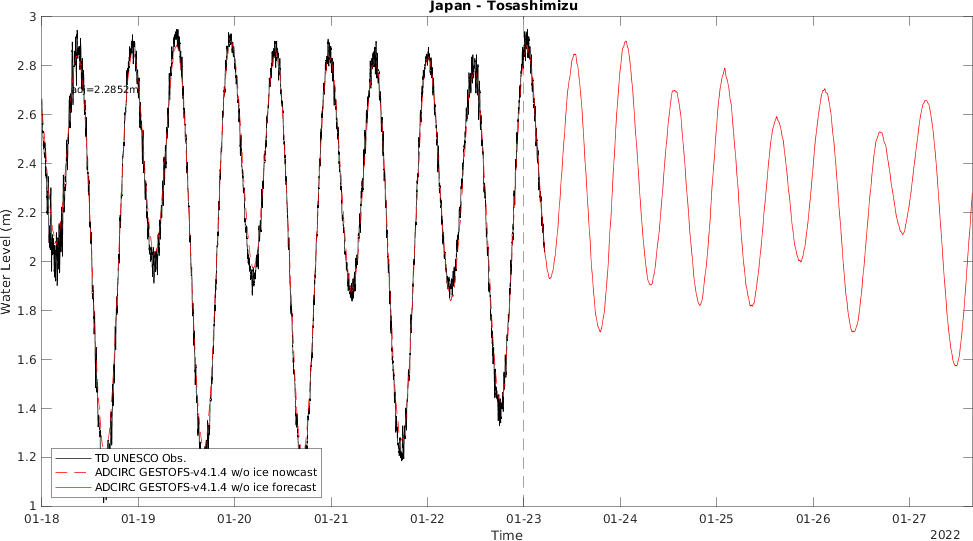 Japan - Tosashimizu
3
2.8
2.6
2.4
2.2
2
1.8
1.6
1.4
1.2
1
Water Level (m)
adj=2.2852m
TD UNESCO Obs.
ADCIRC GESTOFS-v4.1.4 w/o ice nowcast
ADCIRC GESTOFS-v4.1.4 w/o ice forecast
01-18 01-19 01-20 01-21 01-22 01-23 01-24 01-25 01-26 01-27
Time
2022